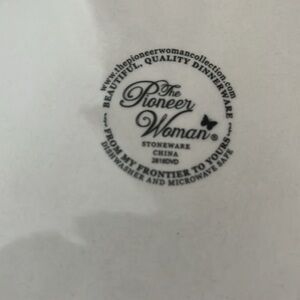 www.thepioneerwomancollection.com
BEAUTIFUL, QUALITY DINNERWARE
The
Pioneer
Woman®
STONEWARE
CHINA
2818DVD
FROM MY FRONTIER TO YOURS
DISHWASHER AND MICROWAVE SAFE